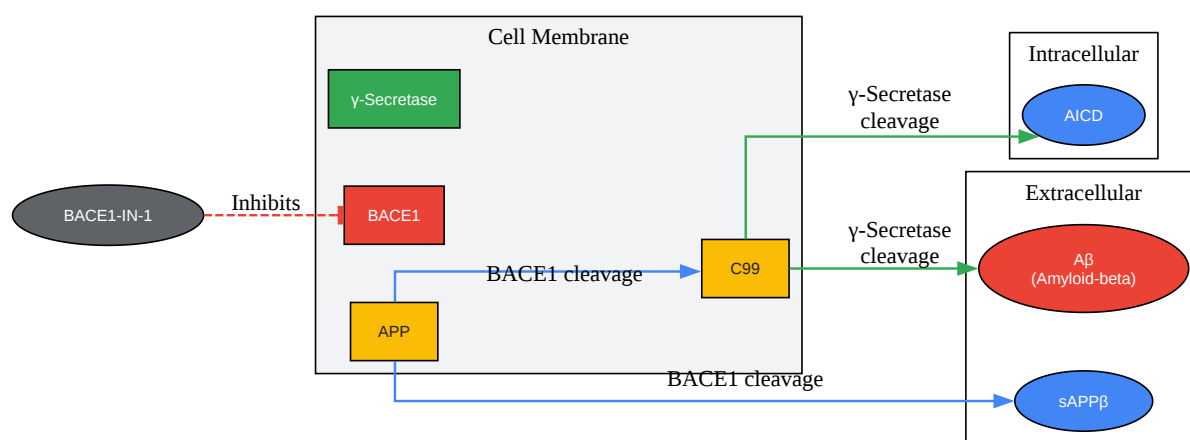 Cell Membrane
γ-Secretase
BACE1-IN-1
Inhibits
BACE1
BACE1 cleavage
APP
C99
BACE1 cleavage
γ-Secretase
cleavage
Intracellular
AICD
γ-Secretase
cleavage
Extracellular
Aβ
(Amyloid-beta)
sAPPβ